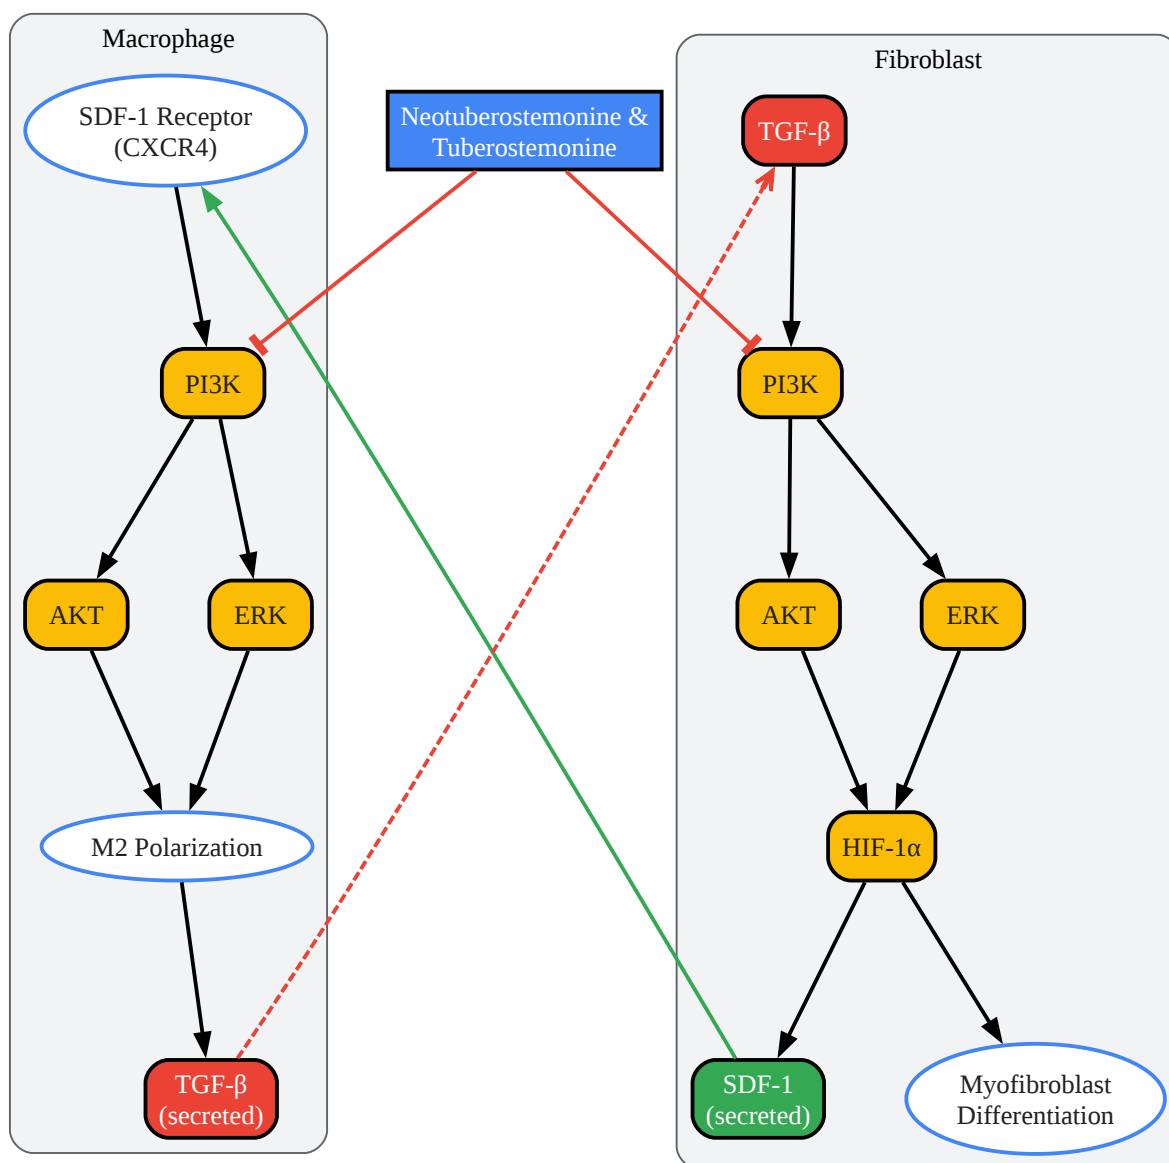 Macrophage
SDF-1 Receptor
(CXCR4)
PI3K
AKT
ERK
M2 Polarization
TGF-β
(secreted)
Neotuberostemonine &
Tuberostemonine
Fibroblast
TGF-β
PI3K
AKT
ERK
HIF-1α
SDF-1
(secreted)
Myofibroblast
Differentiation